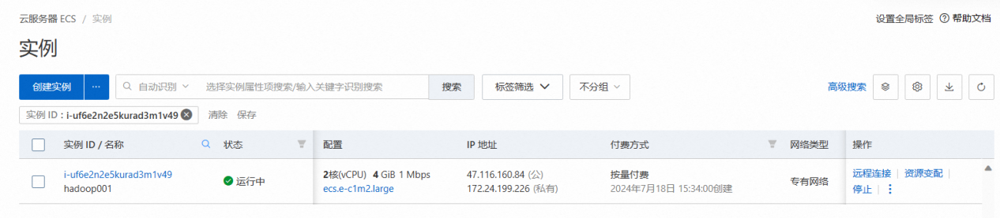 云服务器 ECS / 实例
设置全局标签 帮助文档
实例
创建实例 ... 自动识别 选择实例属性项搜索/输入关键字识别搜索 搜索 标签筛选 不分组 高级搜索
实例 ID：i-uf6e2n2e5kurad3m1v49 清除 保存
实例 ID / 名称 状态 配置 IP 地址 付费方式 网络类型 操作
i-uf6e2n2e5kurad3m1v49
hadoop001
运行中
2核(vCPU) 4 GiB 1 Mbps
ecs.e-c1m2.large
47.116.160.84 (公)
172.24.199.226 (私有)
按量付费
2024年7月18日 15:34:00创建
专有网络
远程连接 | 资源变配 |
停止 |